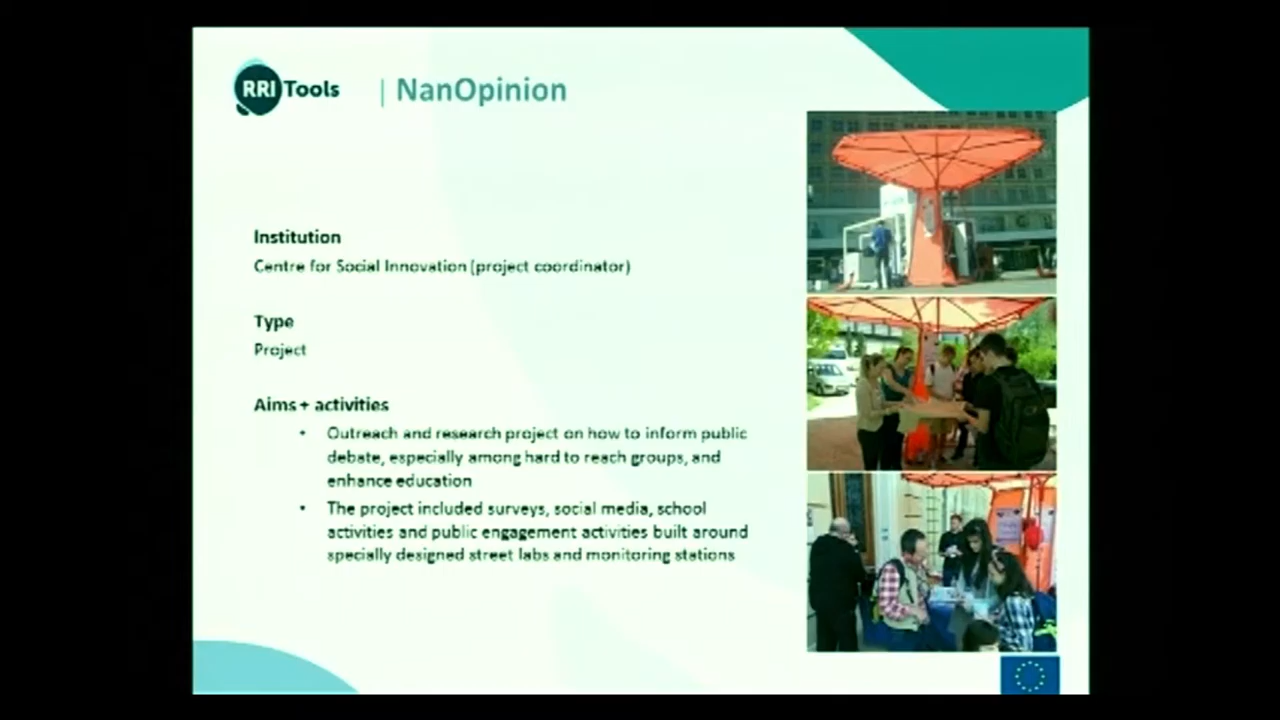 RRI Tools | NanOpinion
Institution
Centre for Social Innovation (project coordinator)
Type
Project
Aims + activities
• Outreach and research project on how to inform public
debate, especially among hard to reach groups, and
enhance education
• The project included surveys, social media, school
activities and public engagement activities built around
specially designed street labs and monitoring stations